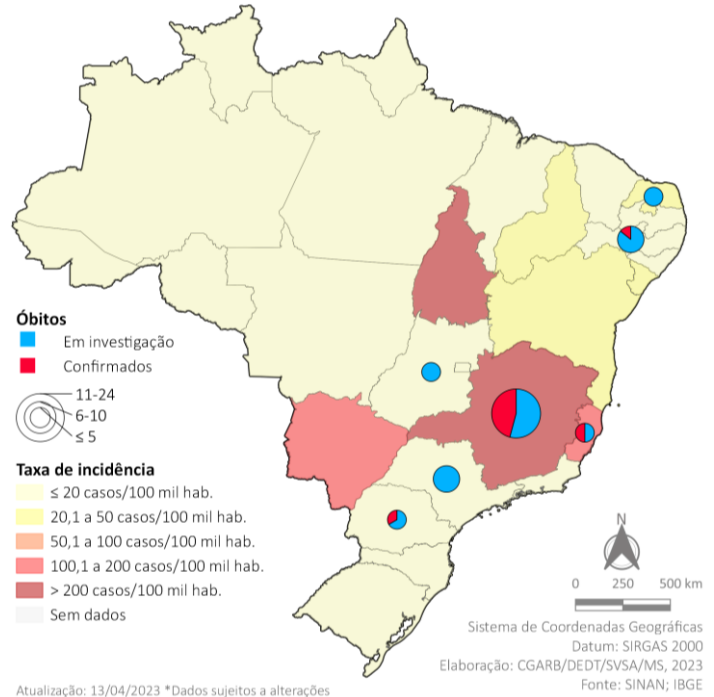 Óbitos
Em investigação
Confirmados
11-24
6-10
≤ 5
Taxa de incidência
≤ 20 casos/100 mil hab.
20,1 a 50 casos/100 mil hab.
50,1 a 100 casos/100 mil hab.
100,1 a 200 casos/100 mil hab.
> 200 casos/100 mil hab.
Sem dados
N
0 250 500 km
Sistema de Coordenadas Geográficas
Datum: SIRGAS 2000
Elaboração: CGARB/DEDT/SVSA/MS, 2023
Fonte: SINAN; IBGE
Atualização: 13/04/2023 *Dados sujeitos a alterações